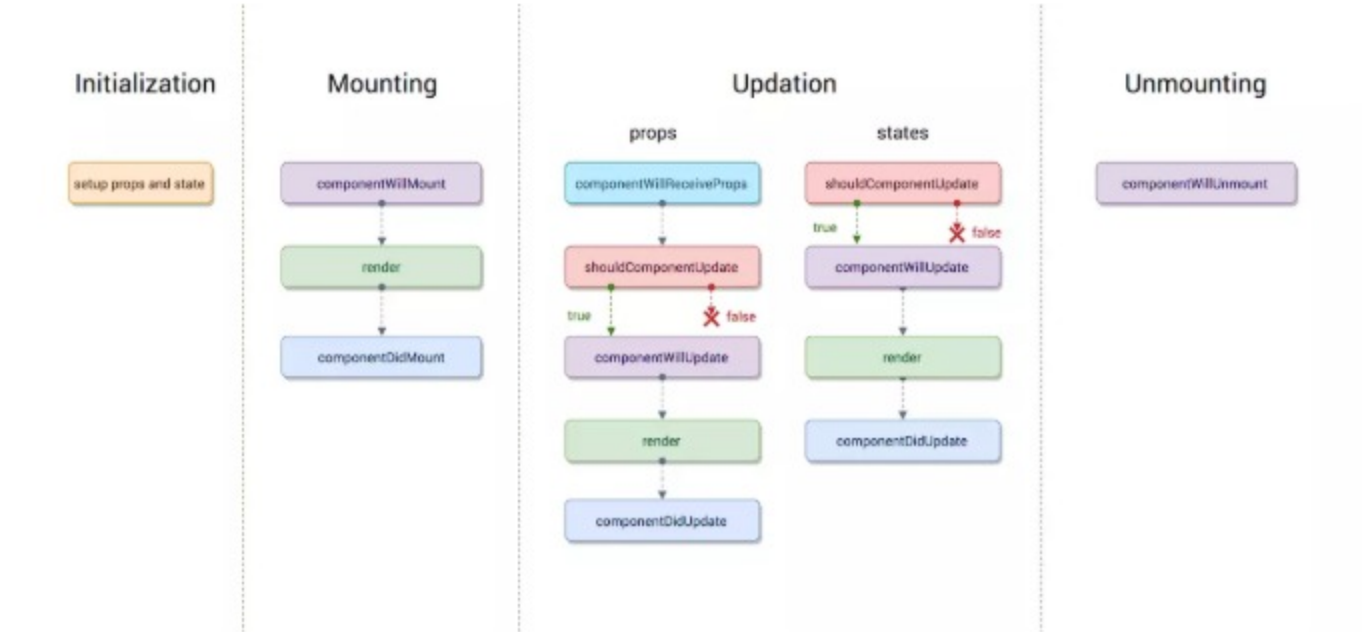 Initialization
Mounting
Updation
Unmounting
props
states
setup props and state
componentWillMount
render
componentDidMount
componentWillReceiveProps
shouldComponentUpdate
true
false
componentWillUpdate
render
componentDidUpdate
shouldComponentUpdate
true
false
componentWillUpdate
render
componentDidUpdate
componentWillUnmount